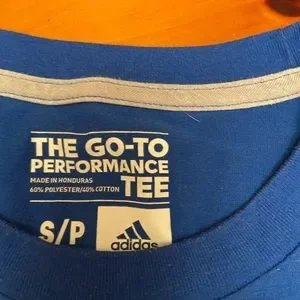 THE GO-TO
PERFORMANCE
MADE IN HONDURAS
60% POLYESTER/40% COTTON
TEE
S/P
adidas